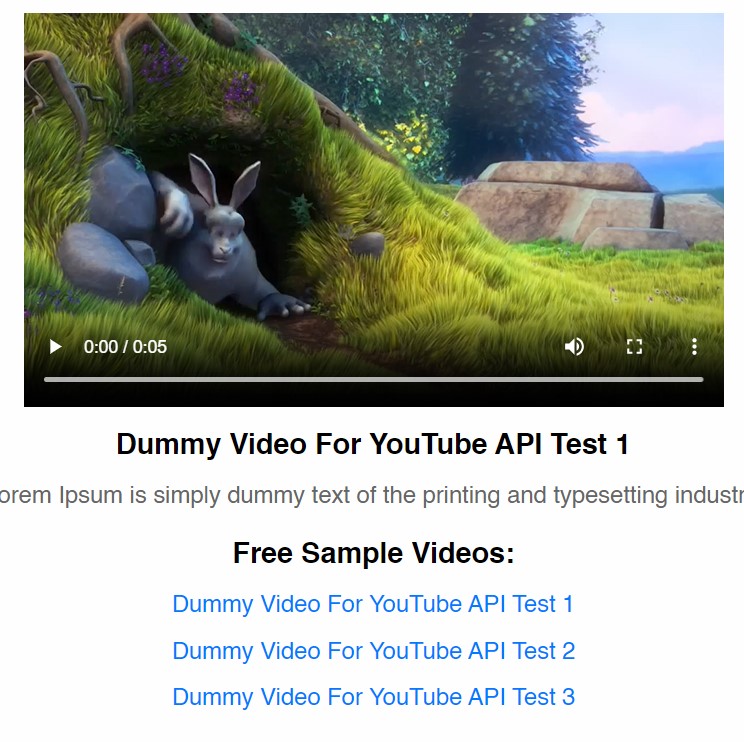 0:00 / 0:05
Dummy Video For YouTube API Test 1
orem Ipsum is simply dummy text of the printing and typesetting industr
Free Sample Videos:
Dummy Video For YouTube API Test 1
Dummy Video For YouTube API Test 2
Dummy Video For YouTube API Test 3